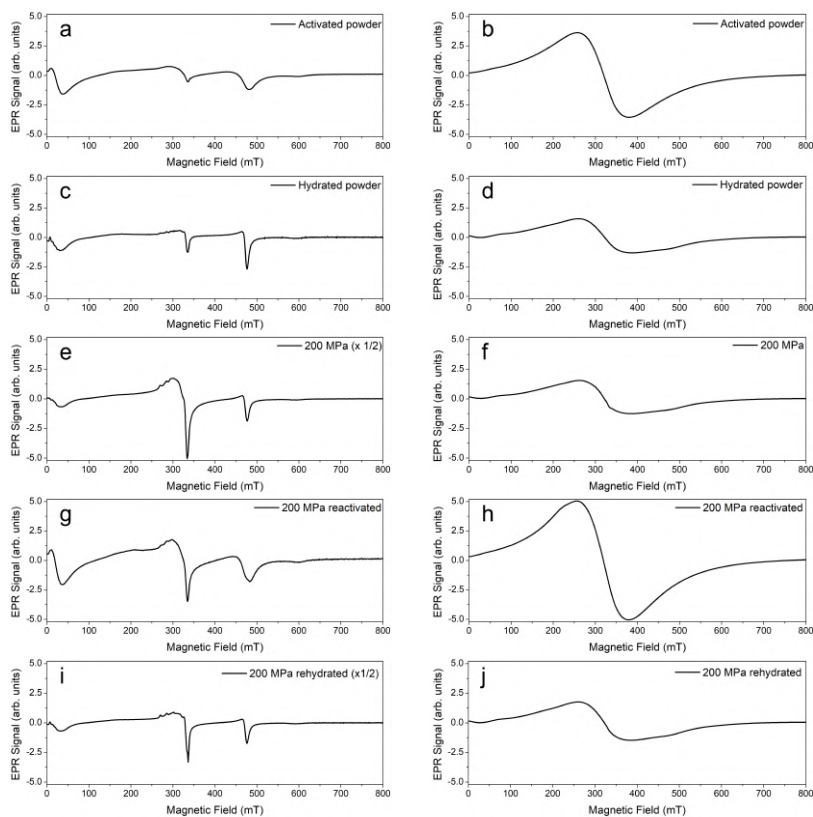 a
Activated powder
5.0
2.5
0.0
-2.5
-5.0
EPR Signal (arb. units)
0 100 200 300 400 500 600 700 800
Magnetic Field (mT)
b
Activated powder
5.0
2.5
0.0
-2.5
-5.0
EPR Signal (arb. units)
0 100 200 300 400 500 600 700 800
Magnetic Field (mT)
c
Hydrated powder
5.0
2.5
0.0
-2.5
-5.0
EPR Signal (arb. units)
0 100 200 300 400 500 600 700 800
Magnetic Field (mT)
d
Hydrated powder
5.0
2.5
0.0
-2.5
-5.0
EPR Signal (arb. units)
0 100 200 300 400 500 600 700 800
Magnetic Field (mT)
e
200 MPa (x 1/2)
5.0
2.5
0.0
-2.5
-5.0
EPR Signal (arb. units)
0 100 200 300 400 500 600 700 800
Magnetic Field (mT)
f
200 MPa
5.0
2.5
0.0
-2.5
-5.0
EPR Signal (arb. units)
0 100 200 300 400 500 600 700 800
Magnetic Field (mT)
g
200 MPa reactivated
5.0
2.5
0.0
-2.5
-5.0
EPR Signal (arb. units)
0 100 200 300 400 500 600 700 800
Magnetic Field (mT)
h
200 MPa reactivated
5.0
2.5
0.0
-2.5
-5.0
EPR Signal (arb. units)
0 100 200 300 400 500 600 700 800
Magnetic Field (mT)
i
200 MPa rehydrated (x1/2)
5.0
2.5
0.0
-2.5
-5.0
EPR Signal (arb. units)
0 100 200 300 400 500 600 700 800
Magnetic Field (mT)
j
200 MPa rehydrated
5.0
2.5
0.0
-2.5
-5.0
EPR Signal (arb. units)
0 100 200 300 400 500 600 700 800
Magnetic Field (mT)